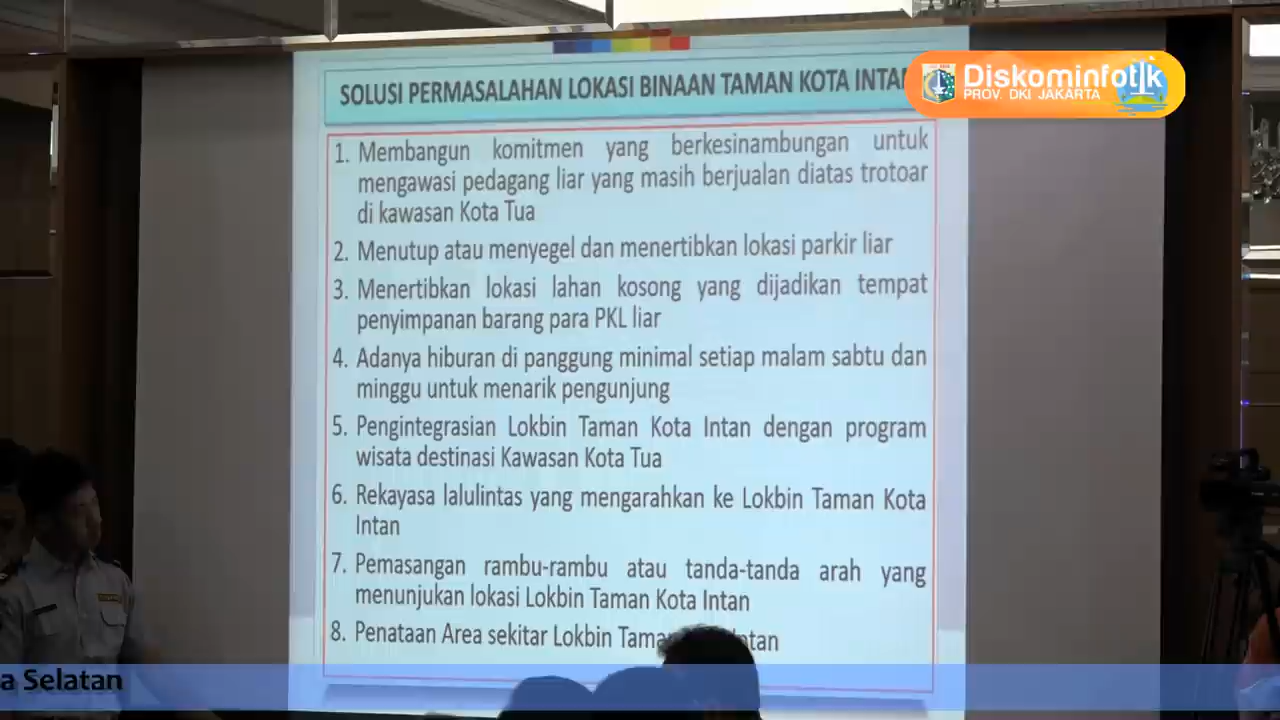 SOLUSI PERMASALAHAN LOKASI BINAAN TAMAN KOTA
Diskominfotik
PROV. DKI JAKARTA
1. Membangun komitmen yang berkesinambungan untuk
mengawasi pedagang liar yang masih berjualan diatas trotoar
di kawasan Kota Tua
2. Menutup atau menyegel dan menertibkan lokasi parkir liar
3. Menertibkan lokasi lahan kosong yang dijadikan tempat
penyimpanan barang para PKL liar
4. Adanya hiburan di panggung minimal setiap malam sabtu dan
minggu untuk menarik pengunjung
5. Pengintegrasian Lokbin Taman Kota Intan dengan program
wisata destinasi Kawasan Kota Tua
6. Rekayasa lalulintas yang mengarahkan ke Lokbin Taman Kota
Intan
7. Pemasangan rambu-rambu atau tanda-tanda arah yang
menunjukan lokasi Lokbin Taman Kota Intan
8. Penataan Area sekitar Lokbin
a Selatan